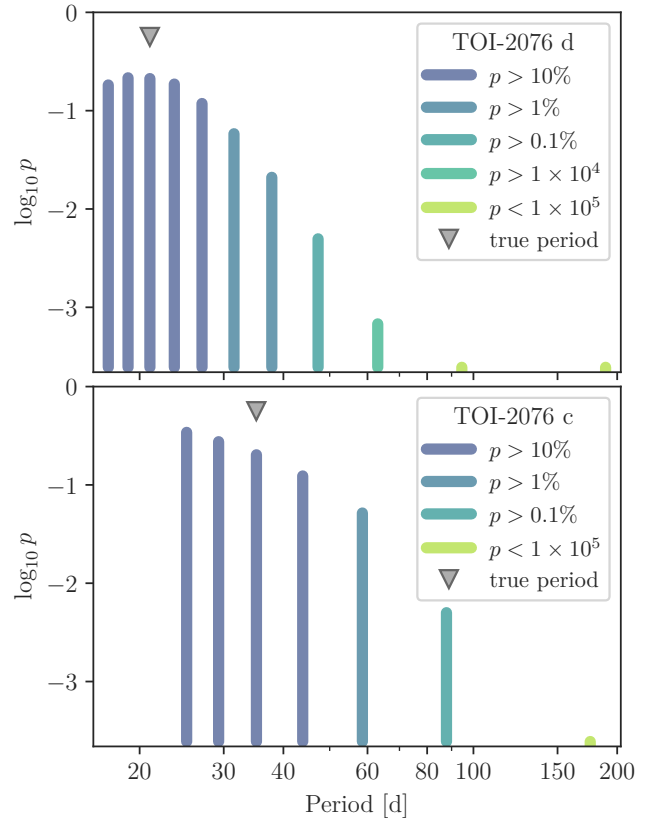 0
−1
−2
−3
log₁₀ p
TOI-2076 d
p > 10%
p > 1%
p > 0.1%
p > 1 × 10⁴
p < 1 × 10⁵
true period
0
−1
−2
−3
log₁₀ p
TOI-2076 c
p > 10%
p > 1%
p > 0.1%
p < 1 × 10⁵
true period
20 30 40 60 80 100 150 200
Period [d]